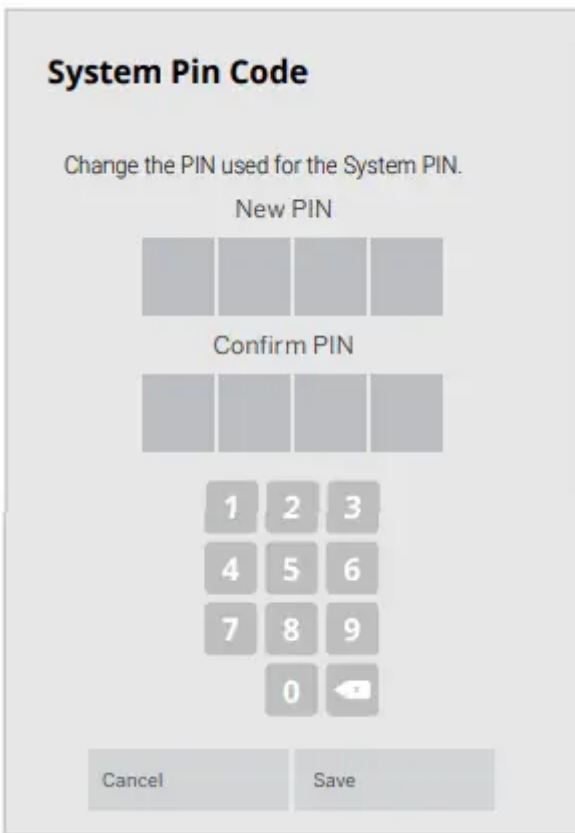 System Pin Code
Change the PIN used for the System PIN.
New PIN
Confirm PIN
1 2 3
4 5 6
7 8 9
0
Cancel Save